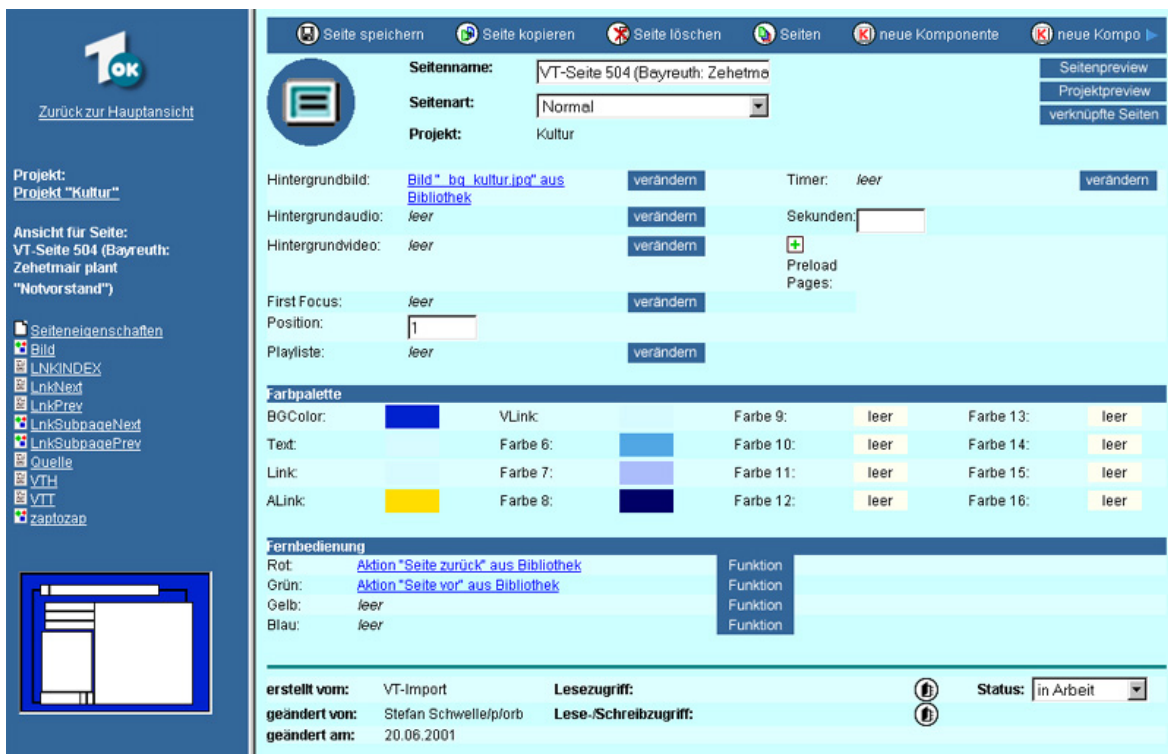 OK
Zurück zur Hauptansicht
Projekt:
Projekt "Kultur"
Ansicht für Seite:
VT-Seite 504 (Bayreuth:
Zehetmair plant
"Notvorstand")
Seiteneigenschaften
Bild
LNKINDEX
LnkNext
LnkPrev
LnkSubpageNext
LnkSubpagePrev
Quelle
VTH
VTT
zaptozap
Seite speichern Seite kopieren Seite löschen Seiten neue Komponente neue Kompo
Seitenname: VT-Seite 504 (Bayreuth: Zehetma Seitenpreview
Projektpreview
Seitenart: Normal verknüpfte Seiten
Projekt: Kultur
Hintergrundbild: Bild "_bg_kultur.jpg" aus verändern Timer: leer verändern
Bibliothek
Hintergrundaudio: leer verändern Sekunden:
Hintergrundvideo: leer verändern
Preload
Pages:
First Focus: leer verändern
Position: 1
Playliste: leer verändern
Farbpalette
BGColor: VLink: Farbe 9: leer Farbe 13: leer
Text: Farbe 6: Farbe 10: leer Farbe 14: leer
Link: Farbe 7: Farbe 11: leer Farbe 15: leer
ALink: Farbe 8: Farbe 12: leer Farbe 16: leer
Fernbedienung
Rot: Aktion "Seite zurück" aus Bibliothek Funktion
Grün: Aktion "Seite vor" aus Bibliothek Funktion
Gelb: leer Funktion
Blau: leer Funktion
erstellt vom: VT-Import Lesezugriff: Status: in Arbeit
geändert von: Stefan Schwelle/p/orb Lese-/Schreibzugriff:
geändert am: 20.06.2001